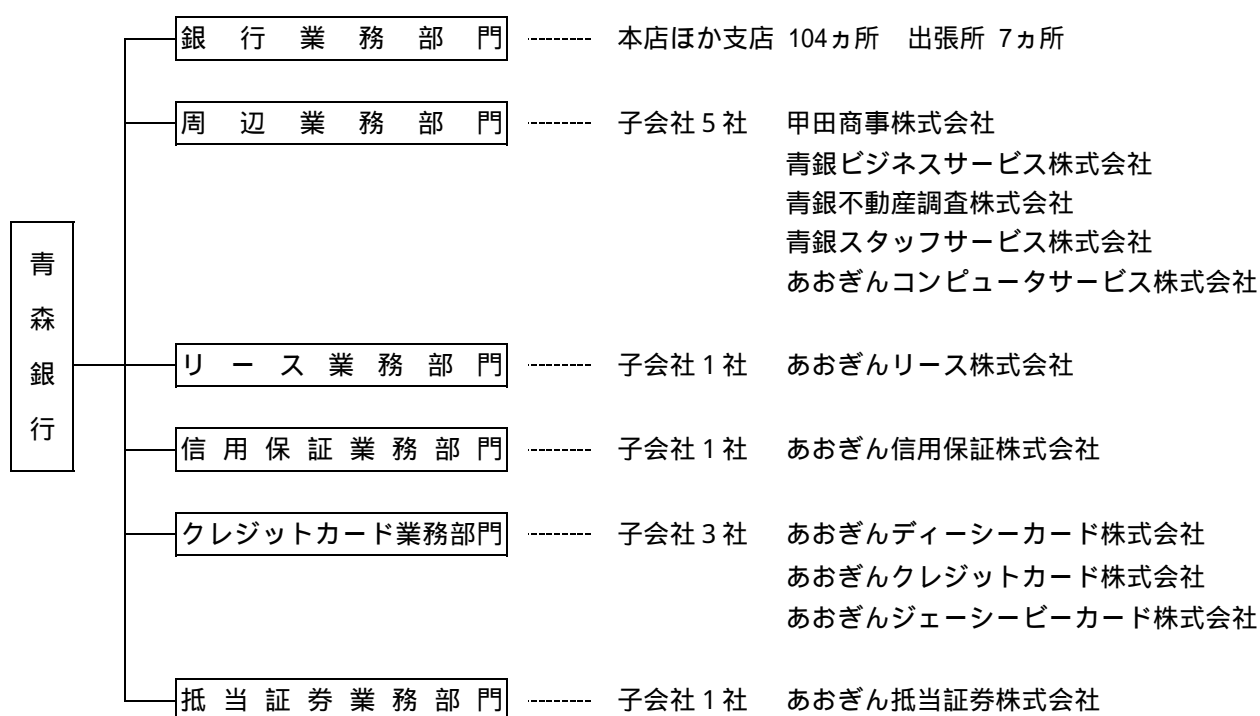 銀行業務部門 本店ほか支店 104ヵ所 出張所 7ヵ所
周辺業務部門 子会社5社 甲田商事株式会社
青銀ビジネスサービス株式会社
青銀不動産調査株式会社
青銀スタッフサービス株式会社
あおぎんコンピュータサービス株式会社
青森銀行
リース業務部門 子会社1社 あおぎんリース株式会社
信用保証業務部門 子会社1社 あおぎん信用保証株式会社
クレジットカード業務部門 子会社3社 あおぎんディーシーカード株式会社
あおぎんクレジットカード株式会社
あおぎんジェーシービーカード株式会社
抵当証券業務部門 子会社1社 あおぎん抵当証券株式会社